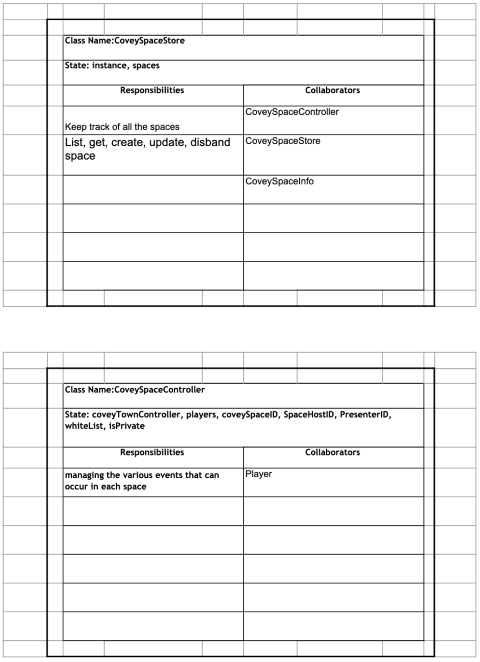 Class Name:CoveySpaceStore
State: instance, spaces
Responsibilities
Collaborators
CoveySpaceController
Keep track of all the spaces
List, get, create, update, disband
space
CoveySpaceStore
CoveySpaceInfo
Class Name:CoveySpaceController
State: coveyTownController, players, coveySpaceID, SpaceHostID, PresenterID,
whiteList, isPrivate
Responsibilities
Collaborators
managing the various events that can
occur in each space
Player